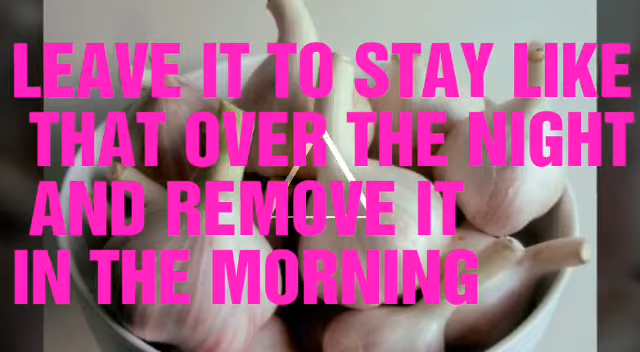 LEAVE IT TO STAY LIKE
THAT OVER THE NIGHT
AND REMOVE IT
IN THE MORNING